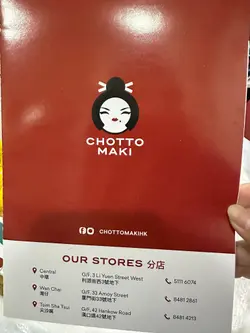 CHOTTO
MAKI
CHOTTOMAKIHK
OUR STORES 分店
Central
中環
G/F, 3 Li Yuen Street West
利源街西3號地下
5111 6074
Wan Chai
灣仔
G/F, 32 Amoy Street
廈門街32號地下
8481 2861
Tsim Sha Tsui
尖沙咀
G/F, 42 Hankow Road
漢口道42號地下
8481 4213